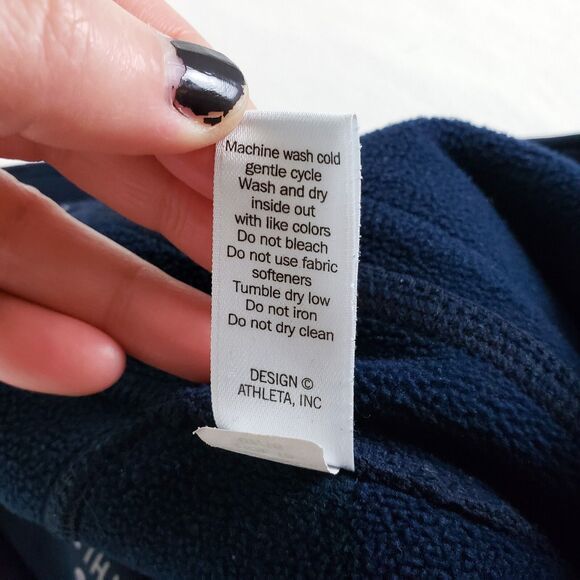 Machine wash cold
gentle cycle
Wash and dry
inside out
with like colors
Do not bleach
Do not use fabric
softeners
Tumble dry low
Do not iron
Do not dry clean
DESIGN ©
ATHLETA, INC